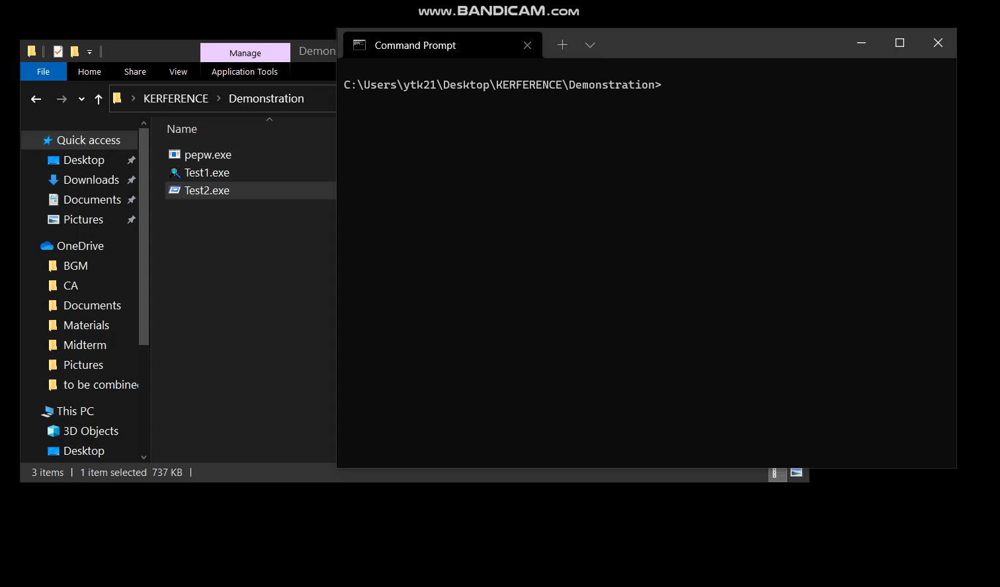 www.BANDICAM.com
Manage
Demon
File
Home
Share
View
Application Tools
KERFERENCE
Demonstration
Name
pepw.exe
Test1.exe
Test2.exe
Quick access
Desktop
Downloads
Documents
Pictures
OneDrive
BGM
CA
Documents
Materials
Midterm
Pictures
to be combine
This PC
3D Objects
Desktop
3 items
1 item selected 737 KB
Command Prompt
C:\Users\ytk21\Desktop\KERFERENCE\Demonstration>